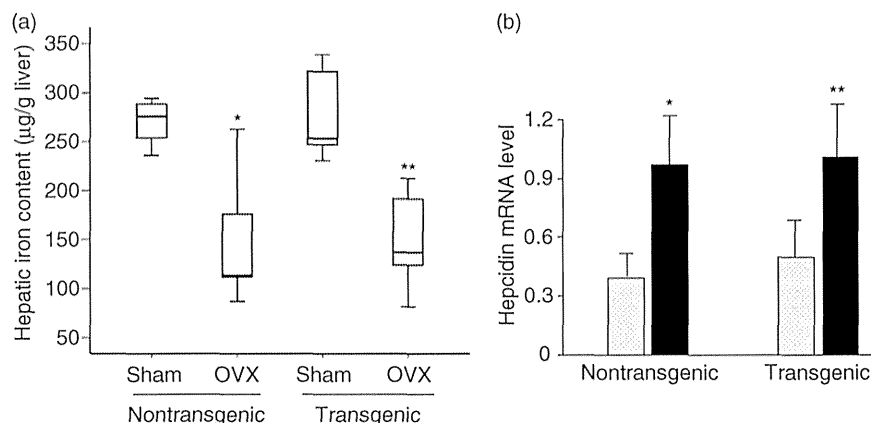 (a)
Hepatic iron content (µg/g liver)
350
300
250
200
150
100
50
*
**
Sham OVX Sham OVX
Nontransgenic Transgenic
(b)
Hepcidin mRNA level
1.2
0.9
0.6
0.3
0
*
**
Nontransgenic Transgenic